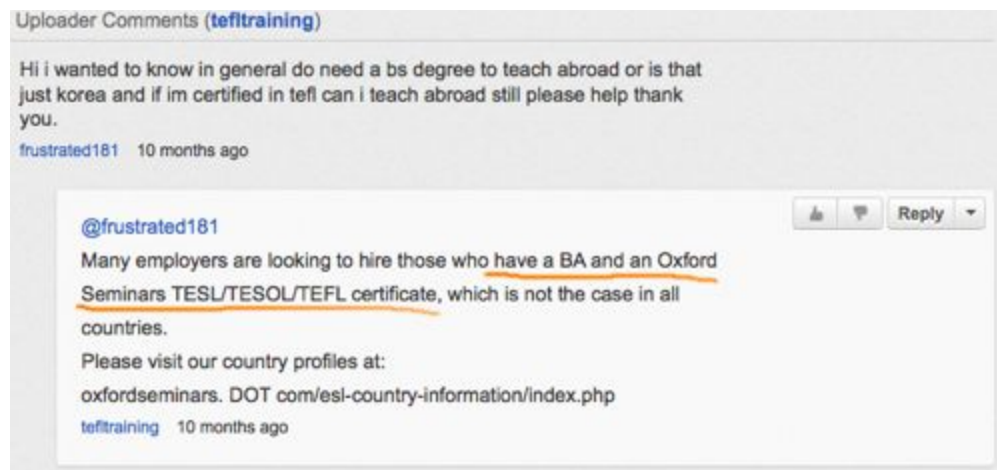 Uploader Comments (tefltraining)
Hi i wanted to know in general do need a bs degree to teach abroad or is that
just korea and if im certified in tefl can i teach abroad still please help thank
you.
frustrated181 10 months ago
@frustrated181
Reply
Many employers are looking to hire those who have a BA and an Oxford
Seminars TESL/TESOL/TEFL certificate, which is not the case in all
countries.
Please visit our country profiles at:
oxfordseminars. DOT com/esl-country-information/index.php
tefltraining 10 months ago